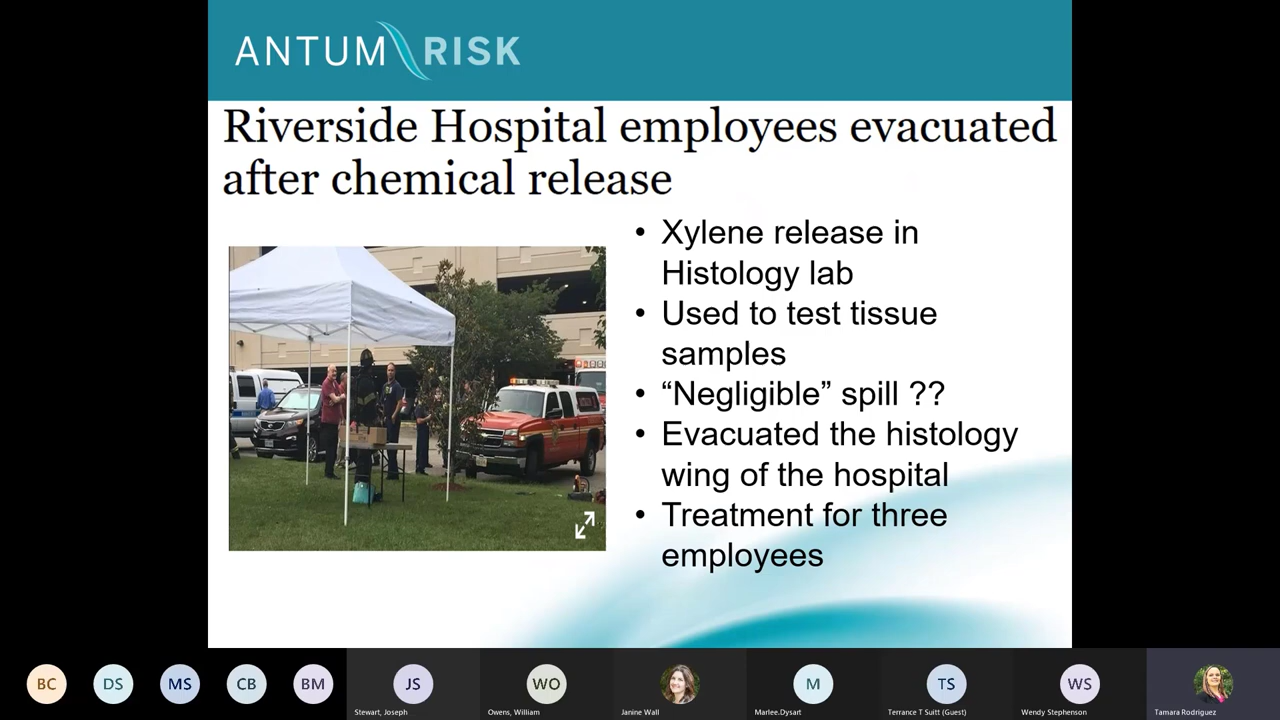 ANTUM RISK
Riverside Hospital employees evacuated
after chemical release
• Xylene release in
Histology lab
• Used to test tissue
samples
• “Negligible” spill ??
• Evacuated the histology
wing of the hospital
• Treatment for three
employees
BC
DS
MS
CB
BM
JS
WO
M
TS
WS
Stewart, Joseph
Owens, William
Janine Wall
Marlee.Dysart
Terrance T Suitt (Guest)
Wendy Stephenson
Tamara Rodriguez